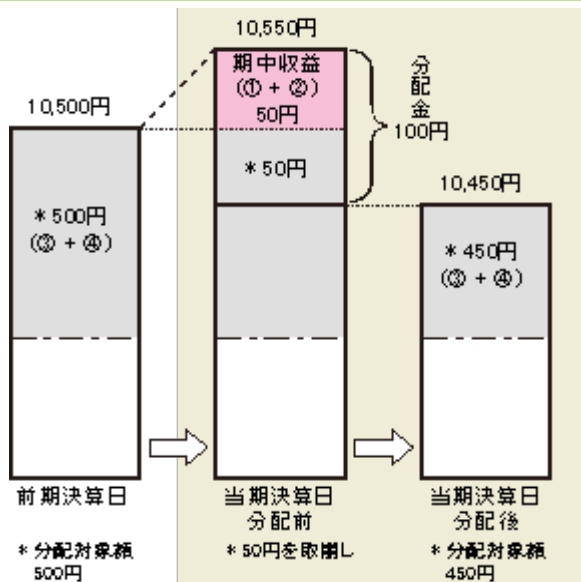 10,550円
期中収益
(① + ②)
50円
分配金
100円
10,500円
＊50円
10,450円
＊500円
(③ + ④)
＊450円
(③ + ④)
前期決算日
当期決算日
分配前
当期決算日
分配後
＊分配対象額
500円
＊50円を取崩し
＊分配対象額
450円